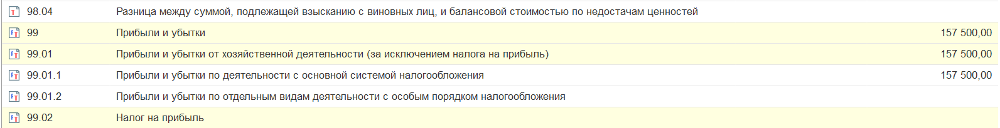 98.04 Разница между суммой, подлежащей взысканию с виновных лиц, и балансовой стоимостью по недостачам ценностей
99 Прибыли и убытки 157 500,00
99.01 Прибыли и убытки от хозяйственной деятельности (за исключением налога на прибыль) 157 500,00
99.01.1 Прибыли и убытки по деятельности с основной системой налогообложения 157 500,00
99.01.2 Прибыли и убытки по отдельным видам деятельности с особым порядком налогообложения
99.02 Налог на прибыль